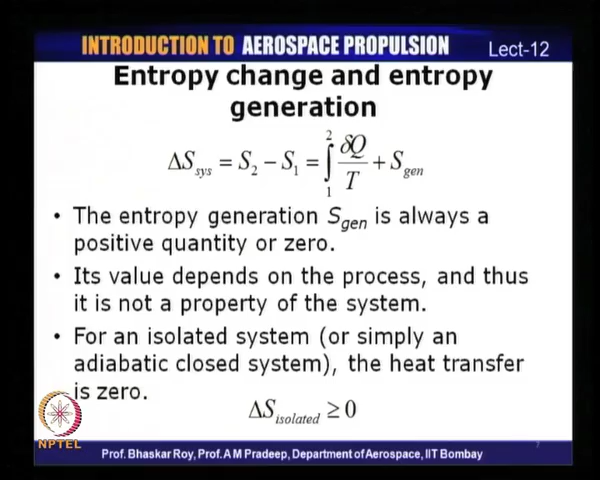 INTRODUCTION TO AEROSPACE PROPULSION Lect-12
Entropy change and entropy
generation
ΔS_sys = S_2 − S_1 = ∫_1^2 δQ/T + S_gen
• The entropy generation S_gen is always a
positive quantity or zero.
• Its value depends on the process, and thus
it is not a property of the system.
• For an isolated system (or simply an
adiabatic closed system), the heat transfer
is zero.
ΔS_isolated ≥ 0
NPTEL
7
Prof. Bhaskar Roy, Prof. A M Pradeep, Department of Aerospace, IIT Bombay